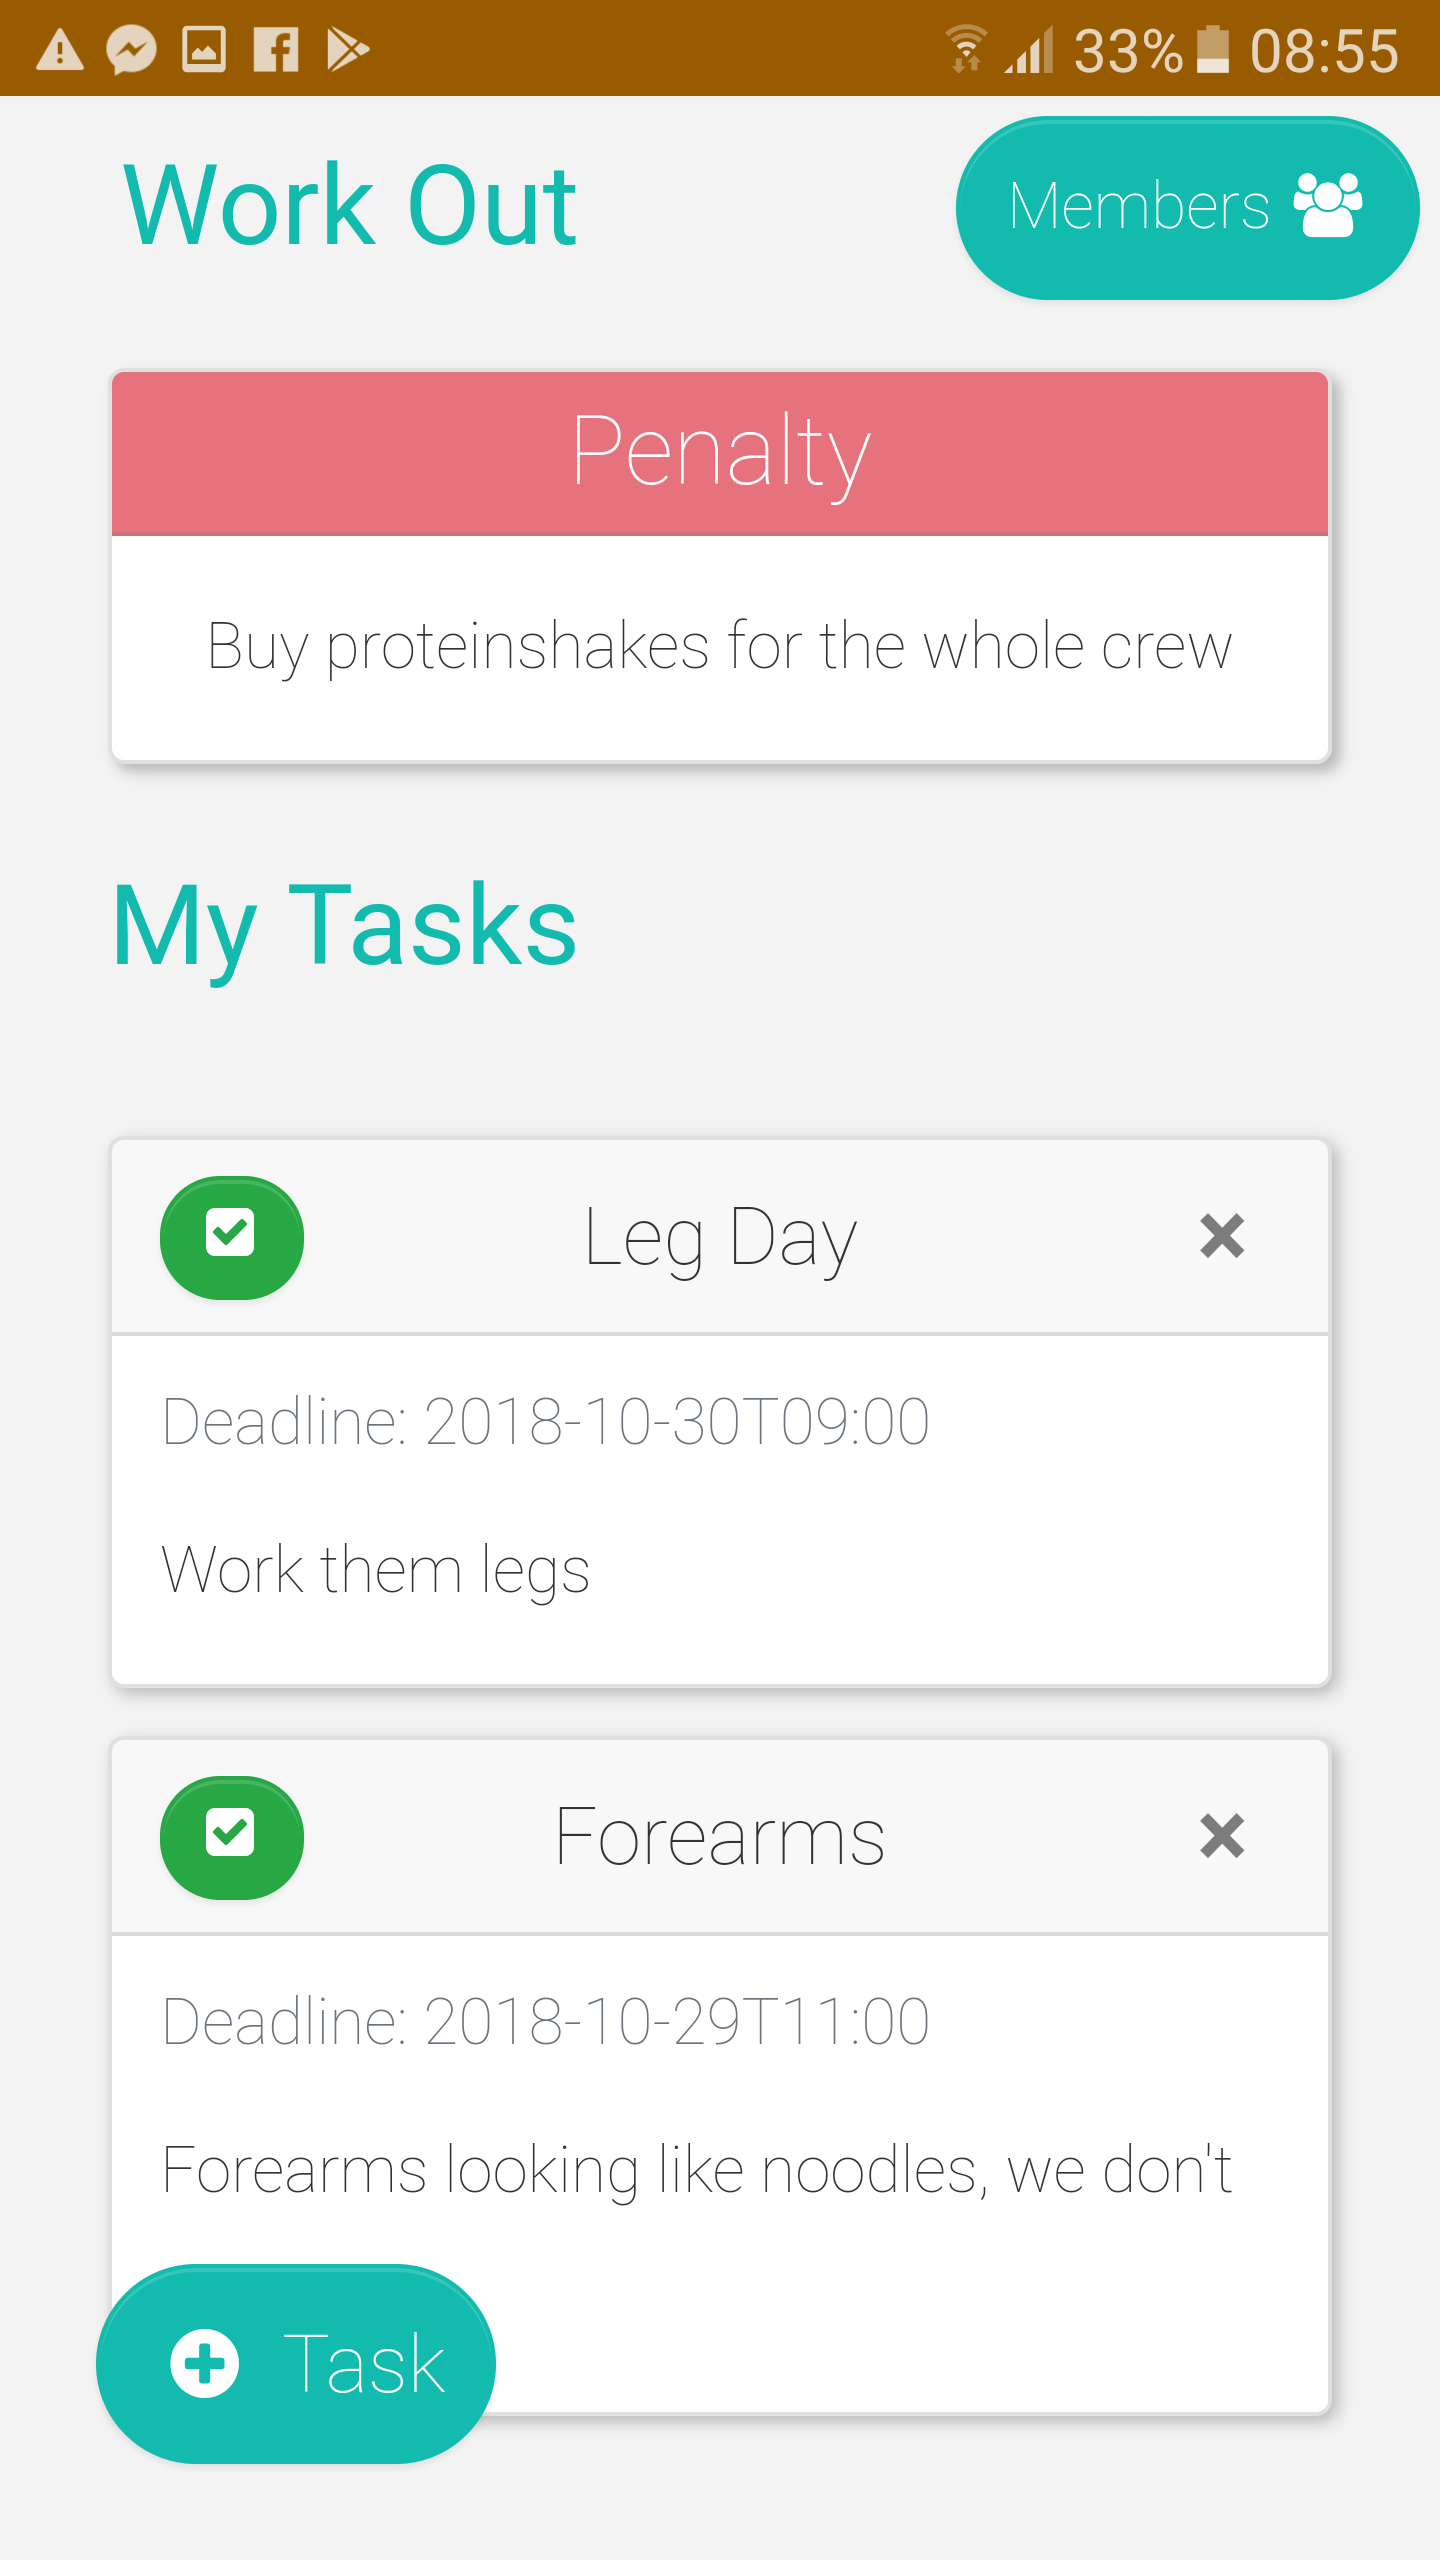 33% 08:55
Work Out
Members
Penalty
Buy proteinshakes for the whole crew
My Tasks
Leg Day
Deadline: 2018-10-30T09:00
Work them legs
Forearms
Deadline: 2018-10-29T11:00
Forearms looking like noodles, we don't
Task